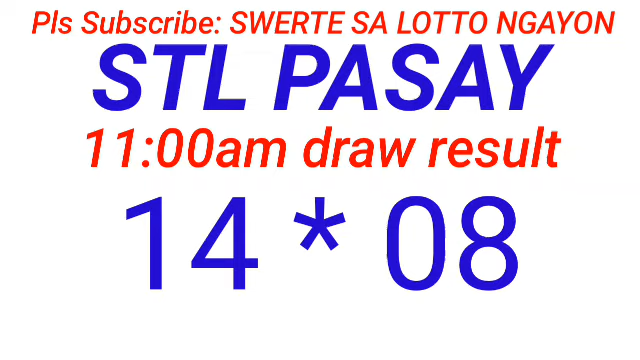 Pls Subscribe: SWERTE SA LOTTO NGAYON
STL PASAY
11:00am draw result
14 * 08